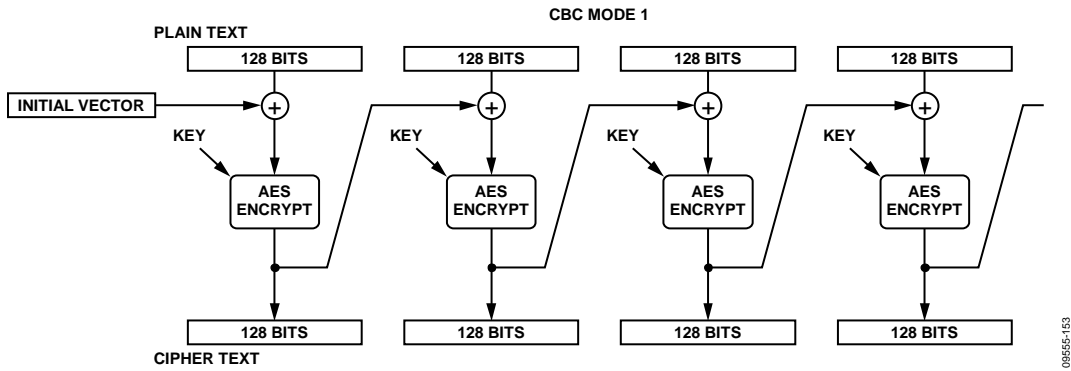 CBC MODE 1
PLAIN TEXT
128 BITS 128 BITS 128 BITS 128 BITS
INITIAL VECTOR + + + +
KEY KEY KEY KEY
AES AES AES AES
ENCRYPT ENCRYPT ENCRYPT ENCRYPT
128 BITS 128 BITS 128 BITS 128 BITS
CIPHER TEXT
09555-153